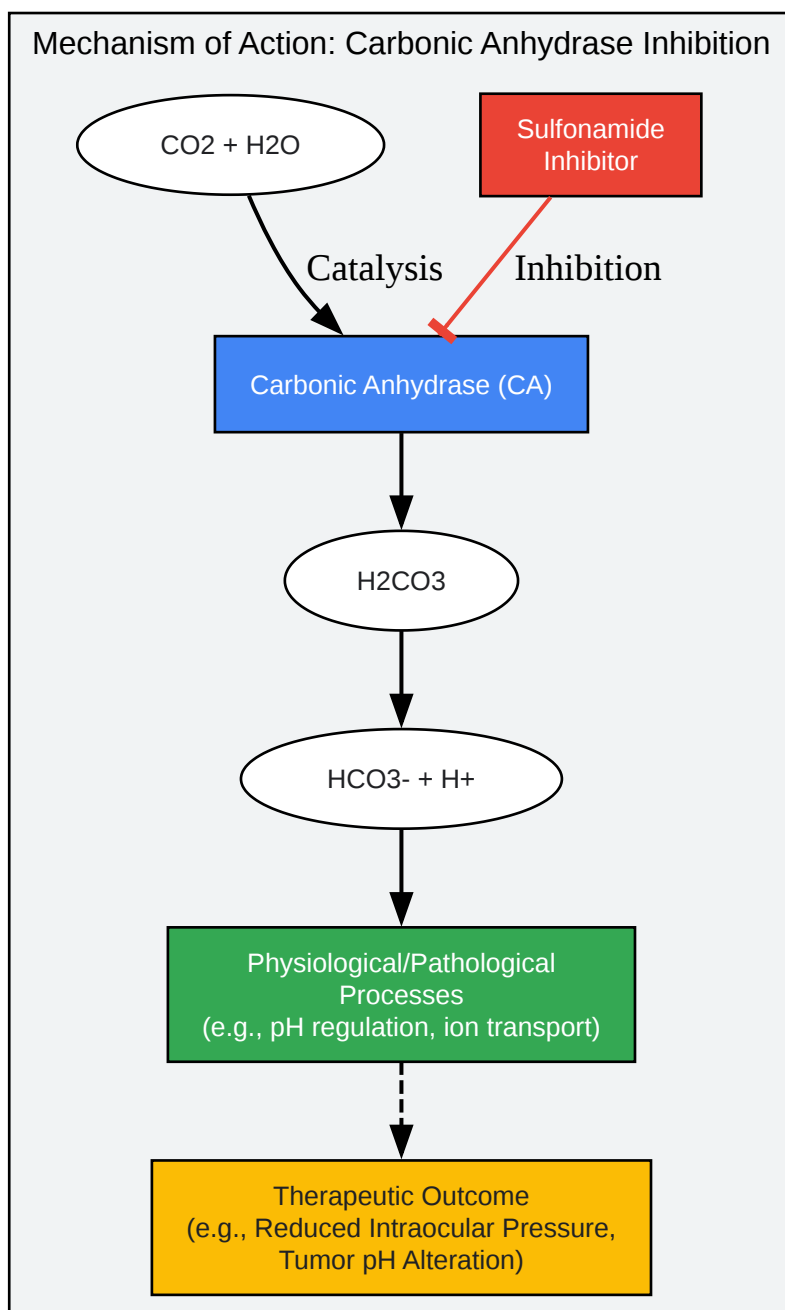 Mechanism of Action: Carbonic Anhydrase Inhibition
CO2 + H2O
Sulfonamide
Inhibitor
Catalysis
Inhibition
Carbonic Anhydrase (CA)
H2CO3
HCO3- + H+
Physiological/Pathological
Processes
(e.g., pH regulation, ion transport)
Therapeutic Outcome
(e.g., Reduced Intraocular Pressure,
Tumor pH Alteration)